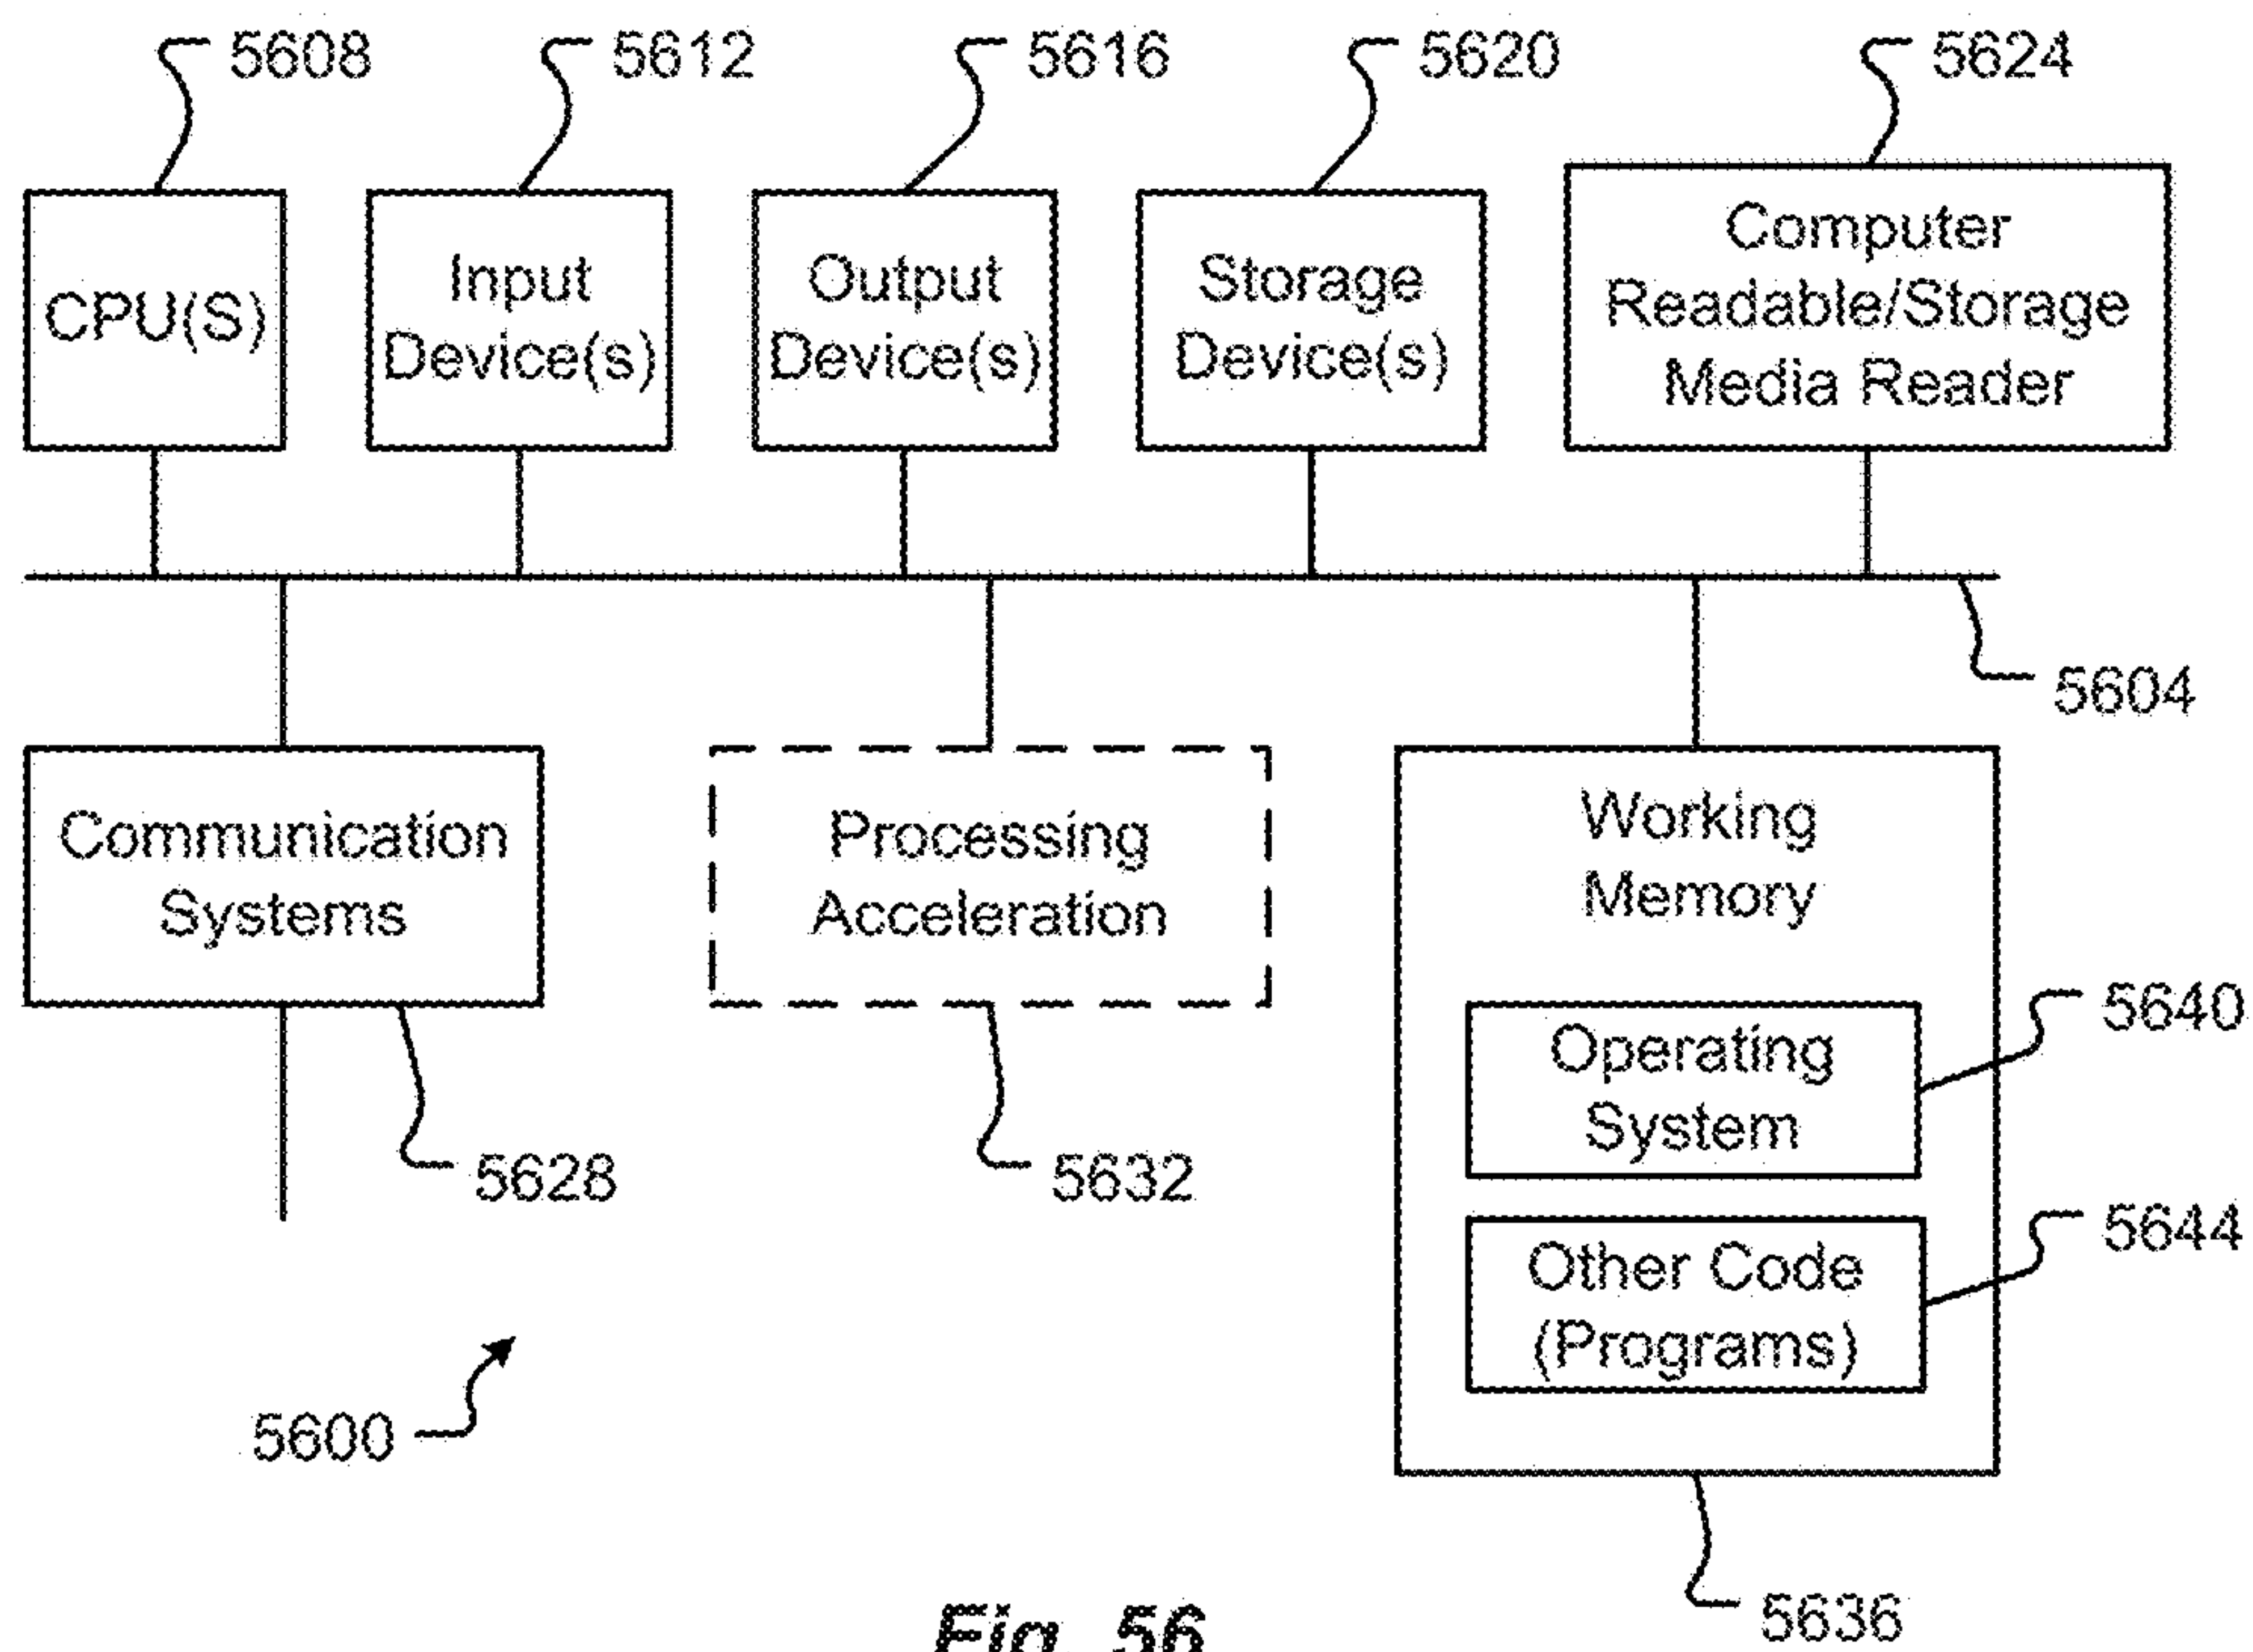 5608
5612
5616
5620
5624
CPU(S)
Input
Device(s)
Output
Device(s)
Storage
Device(s)
Computer
Readable/Storage
Media Reader
5604
Communication
Systems
Processing
Acceleration
Working
Memory
Operating
System
5640
5628
5632
Other Code
(Programs)
5644
5600
5636
Fig. 56